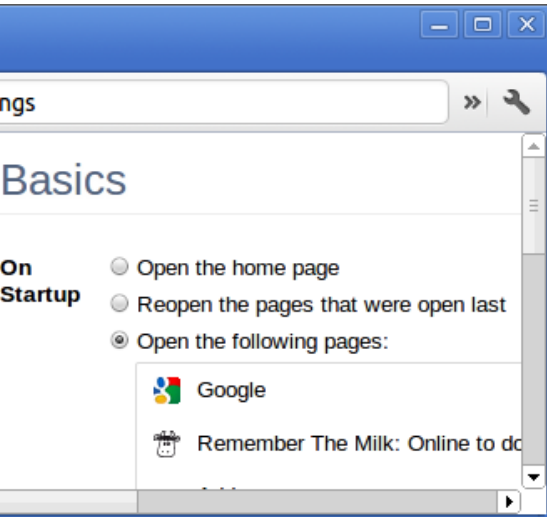 ngs
»
Basics
On Startup
Open the home page
Reopen the pages that were open last
Open the following pages:
Google
Remember The Milk: Online to do